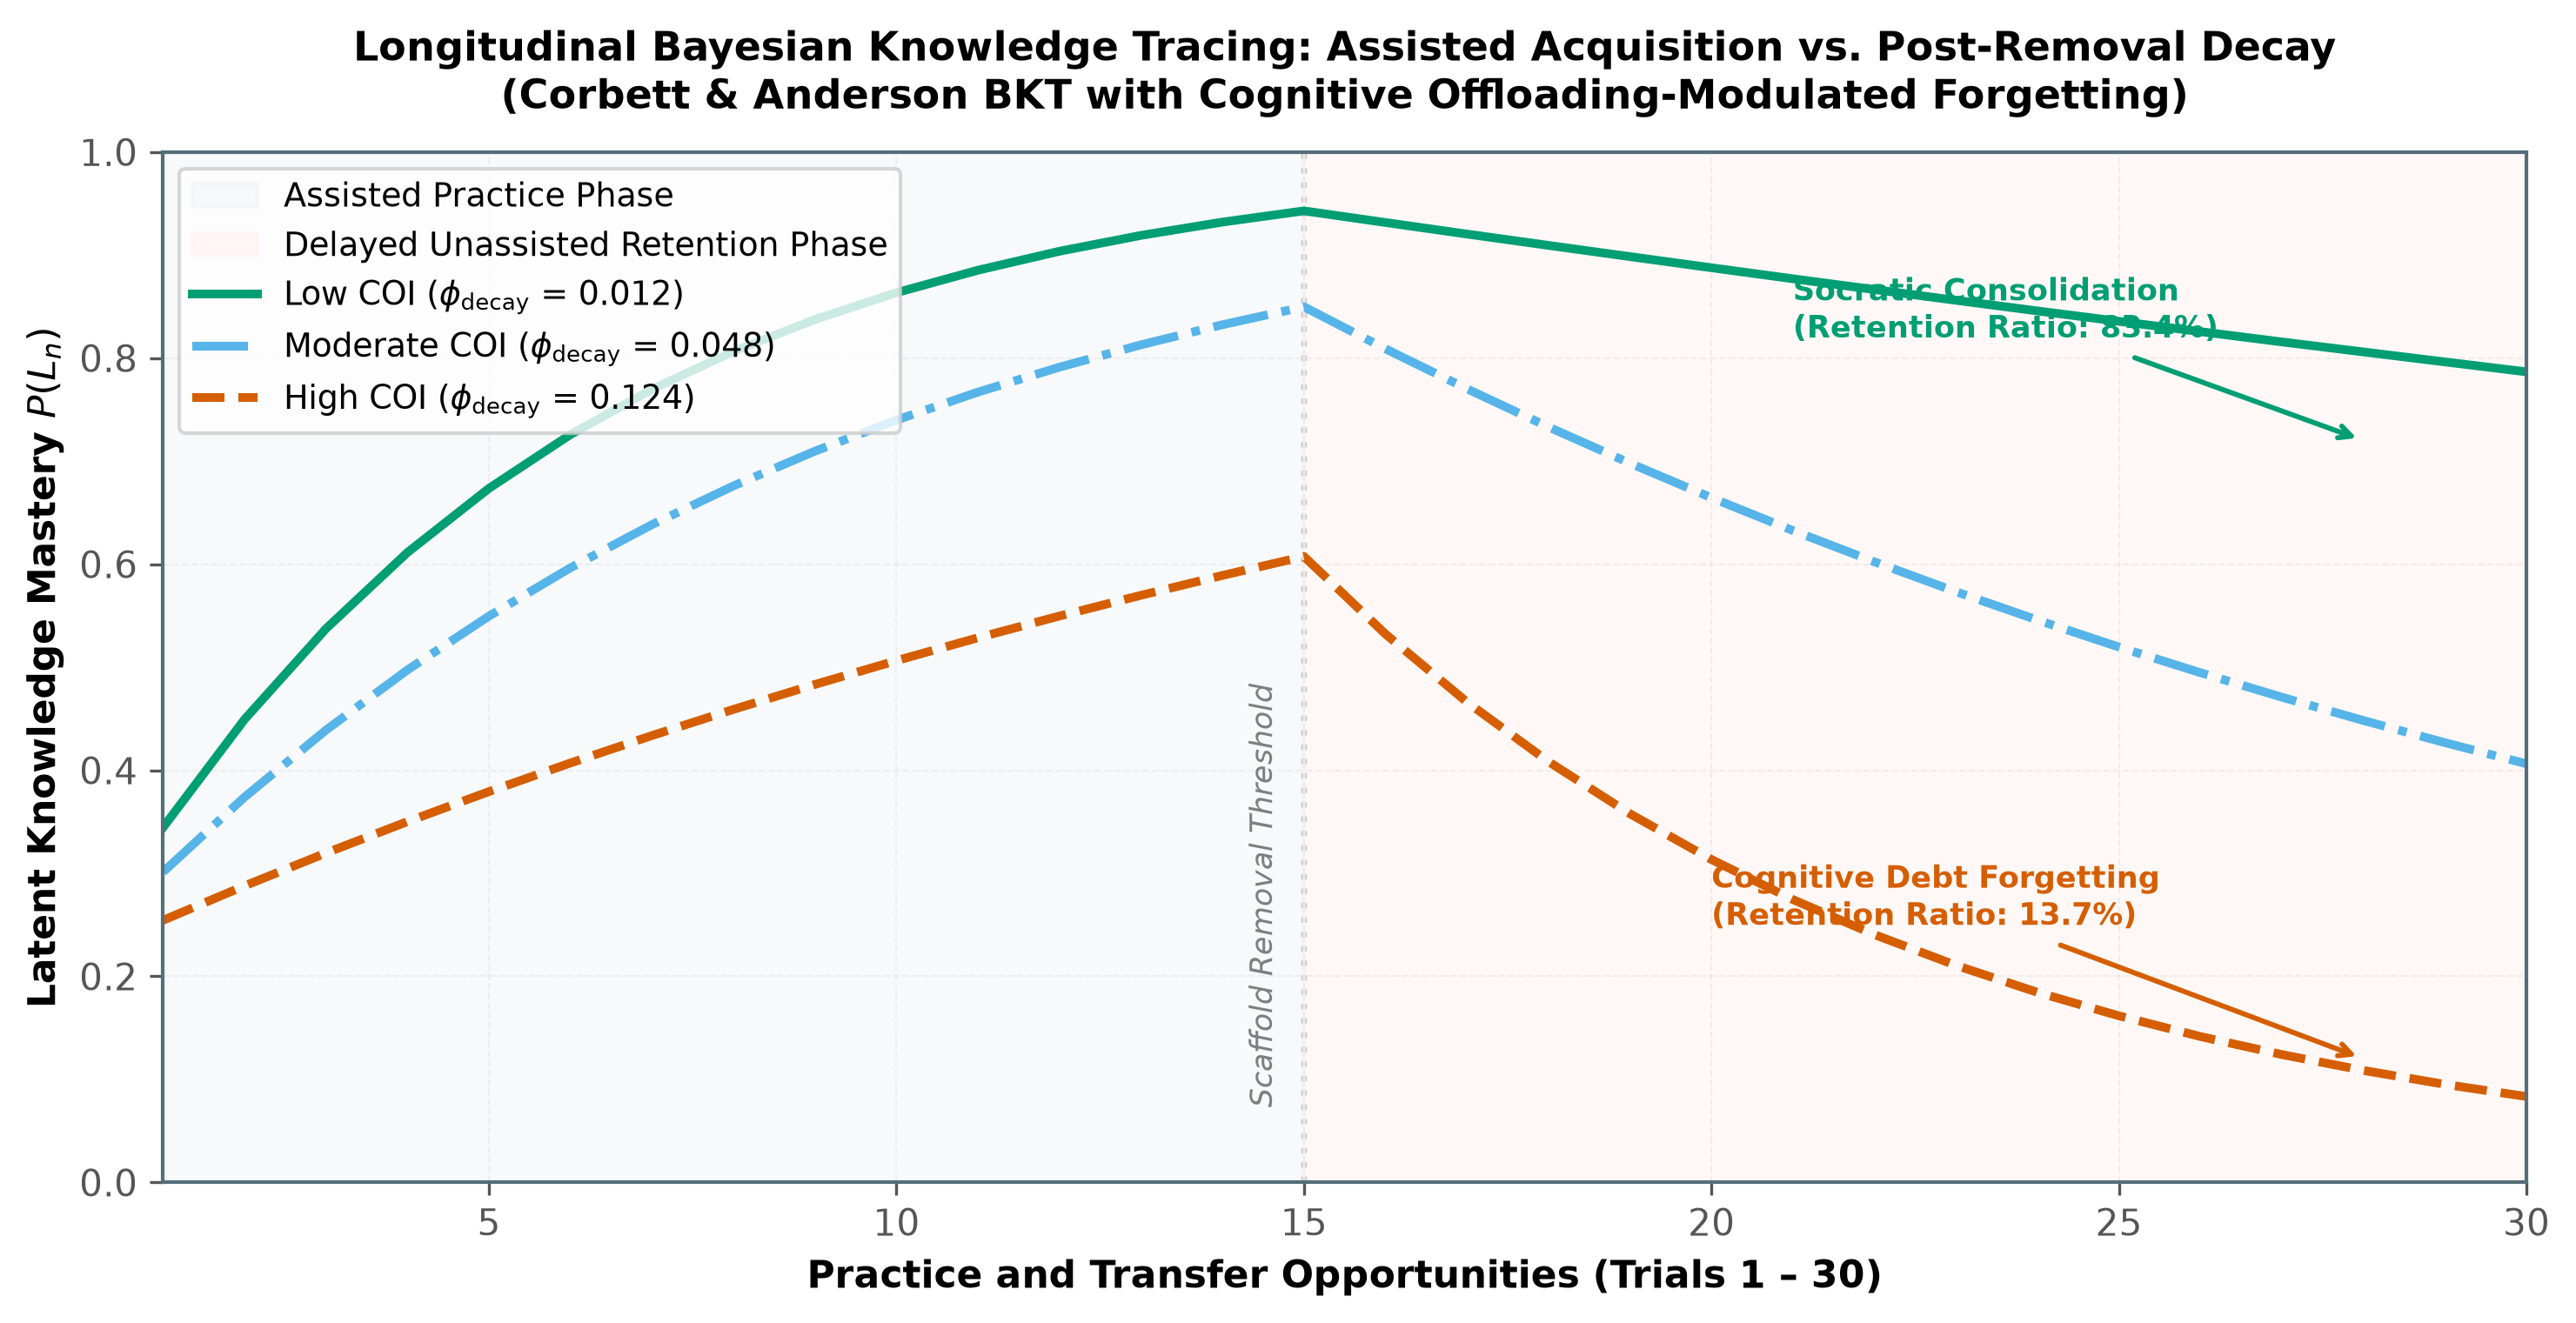 Longitudinal Bayesian Knowledge Tracing: Assisted Acquisition vs. Post-Removal Decay
(Corbett & Anderson BKT with Cognitive Offloading-Modulated Forgetting)
Latent Knowledge Mastery P(Lₙ)
1.0
0.8
0.6
0.4
0.2
0.0
Assisted Practice Phase
Delayed Unassisted Retention Phase
Low COI (ϕdecay = 0.012)
Moderate COI (ϕdecay = 0.048)
High COI (ϕdecay = 0.124)
Socratic Consolidation
(Retention Ratio: 83.4%)
Scaffold Removal Threshold
Cognitive Debt Forgetting
(Retention Ratio: 13.7%)
5
10
15
20
25
30
Practice and Transfer Opportunities (Trials 1 – 30)